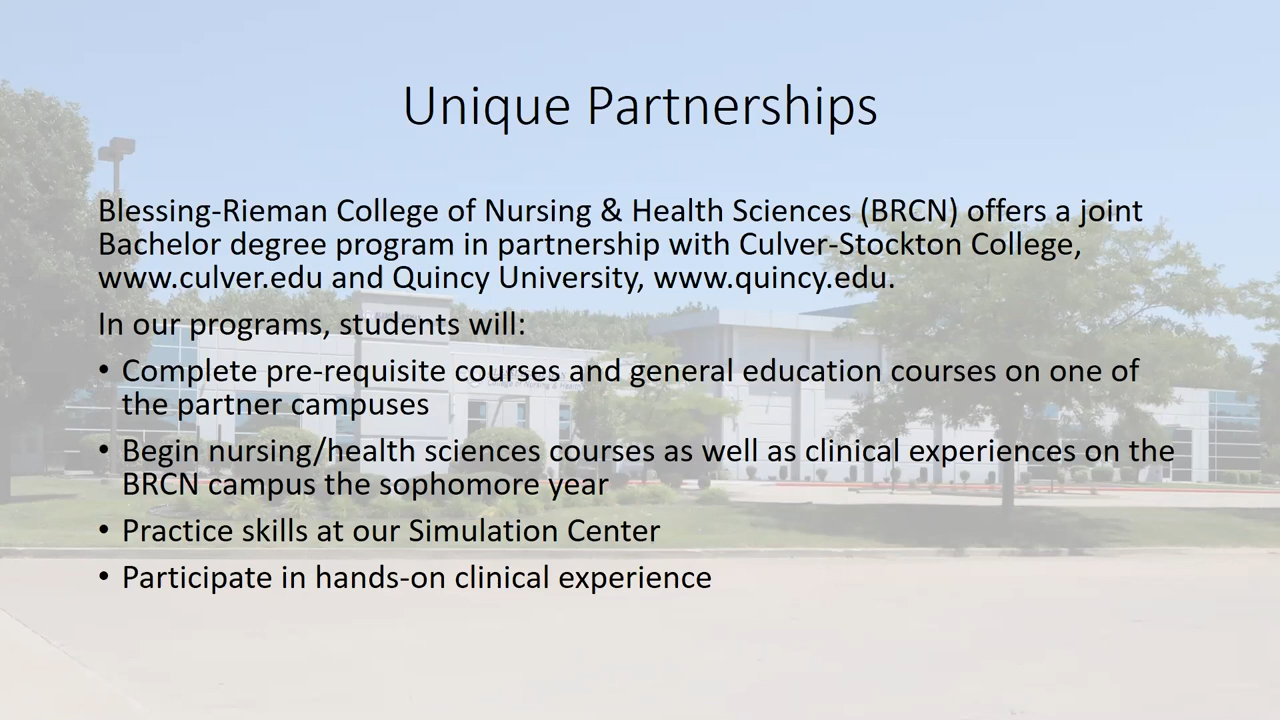 Unique Partnerships
Blessing-Rieman College of Nursing & Health Sciences (BRCN) offers a joint
Bachelor degree program in partnership with Culver-Stockton College,
www.culver.edu and Quincy University, www.quincy.edu.
In our programs, students will:
• Complete pre-requisite courses and general education courses on one of
the partner campuses
• Begin nursing/health sciences courses as well as clinical experiences on the
BRCN campus the sophomore year
• Practice skills at our Simulation Center
• Participate in hands-on clinical experience